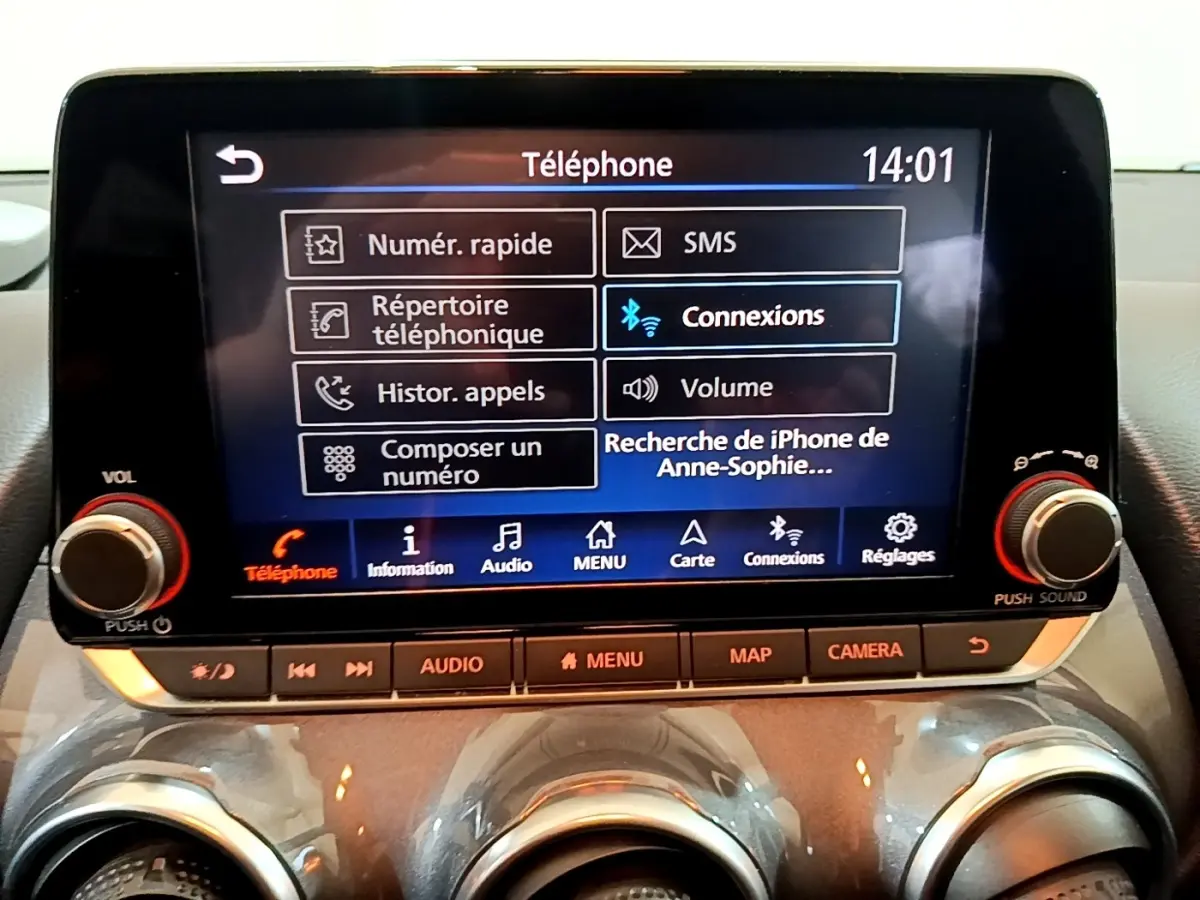 Téléphone
14:01
Numér. rapide
SMS
Répertoire
téléphonique
Connexions
Histor. appels
Volume
Composer un
numéro
Recherche de iPhone de
Anne-Sophie...
VOL
PUSH
Téléphone
Information
Audio
MENU
Carte
Connexions
Réglages
PUSH SOUND
AUDIO
MENU
MAP
CAMERA